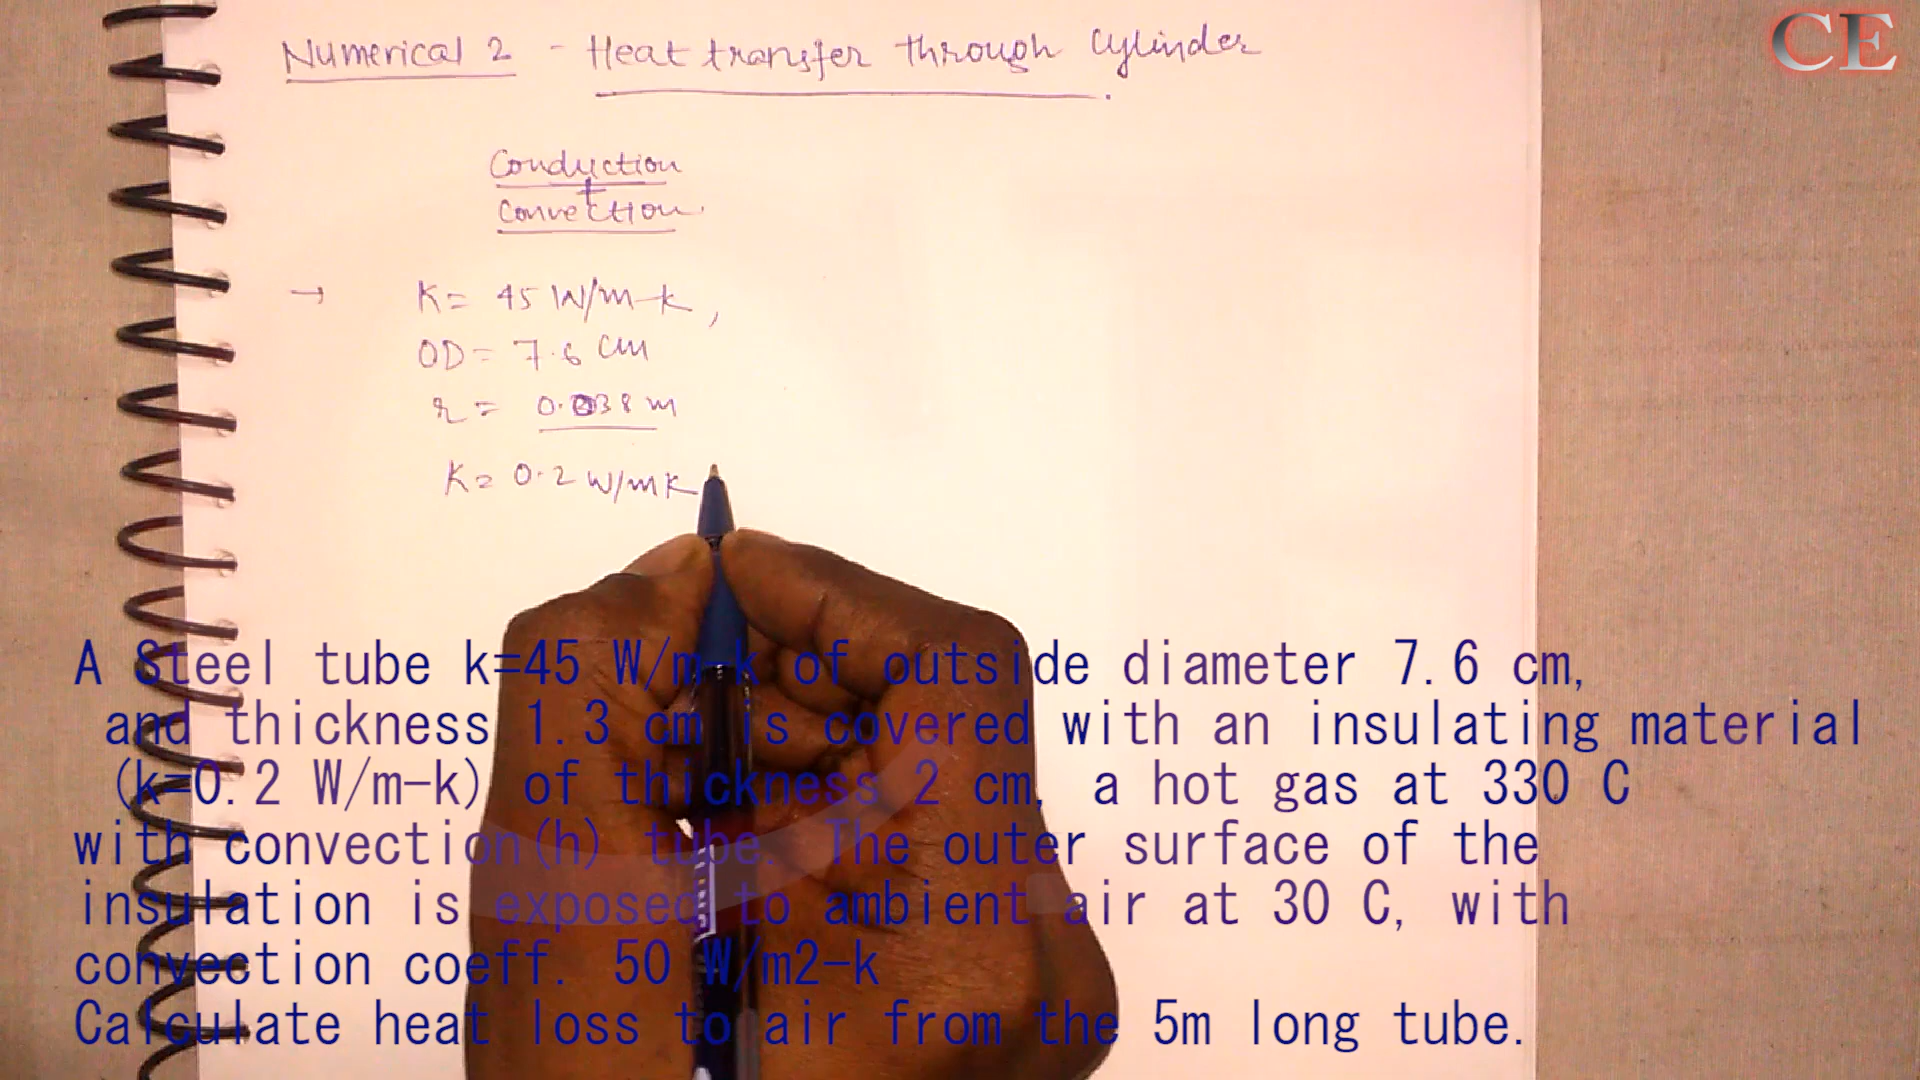 CE
Numerical 2 - Heat transfer through cylinder
Conduction
+
Convection.
→ K= 45 W/m-k,
OD= 7.6 cm
r = 0.038 m
K= 0.2 W/mK
A Steel tube k=45 W/m-k of outside diameter 7.6 cm,
and thickness 1.3 cm is covered with an insulating material
(k=0.2 W/m-k) of thickness 2 cm, a hot gas at 330 C
with convection(h) tube. The outer surface of the
insulation is exposed to ambient air at 30 C, with
convection coeff. 50 W/m2-k
Calculate heat loss to air from the 5m long tube.